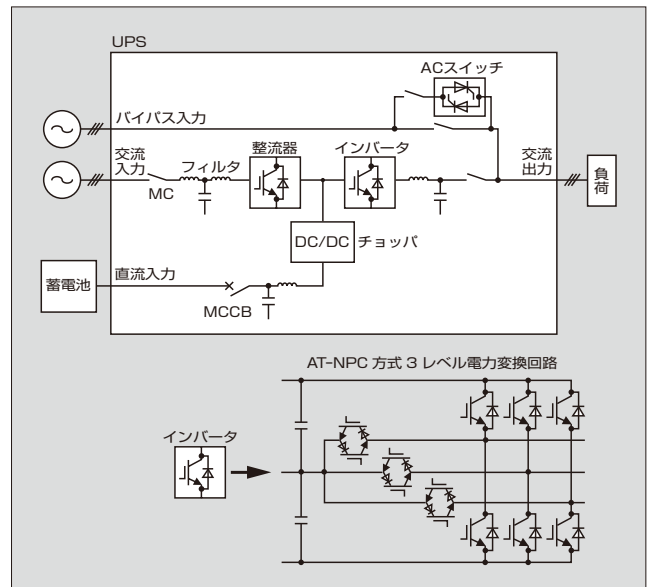 UPS
ACスイッチ
バイパス入力
整流器
インバータ
交流
入力
フィルタ
交流
出力
MC
負
荷
DC/DC
チョッパ
直流入力
蓄電池
MCCB
AT-NPC 方式 3 レベル電力変換回路
インバータ